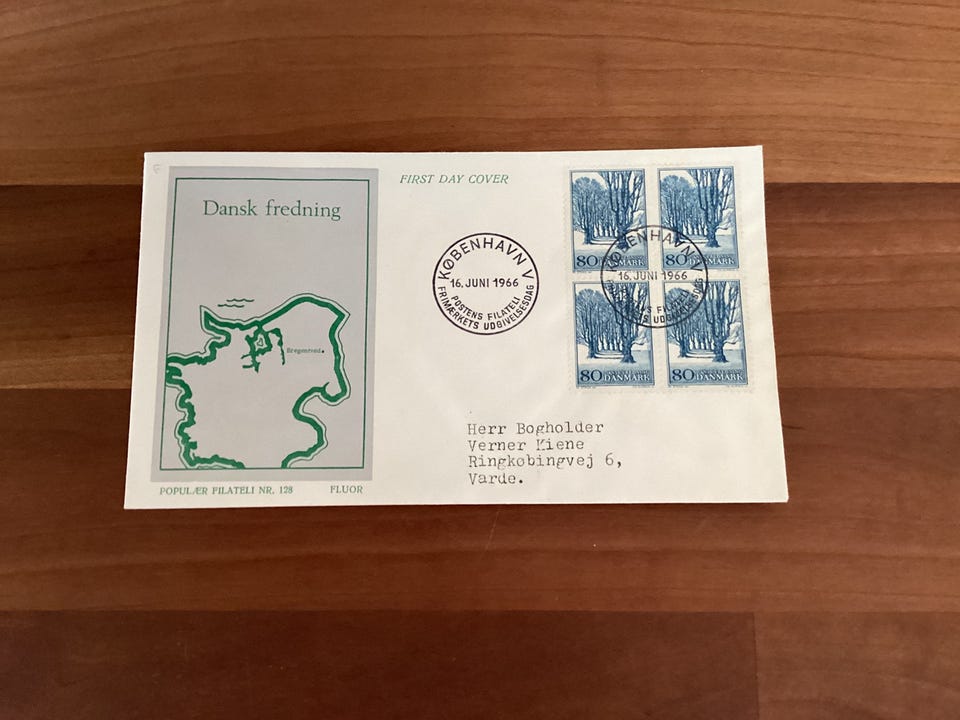 FIRST DAY COVER
Dansk fredning
Bregentved.
POPULÆR FILATELI NR. 128 FLUOR
KØBENHAVN V
16. JUNI 1966
POSTENS FILATELI
FRIMÆRKETS UDGIVELSESDAG
80 DANMARK
80 DANMARK
KØBENHAVN V
16. JUNI 1966
80 DANMARK
80 DANMARK
Herr Bogholder
Verner Kiene
Ringkøbingvej 6,
Varde.